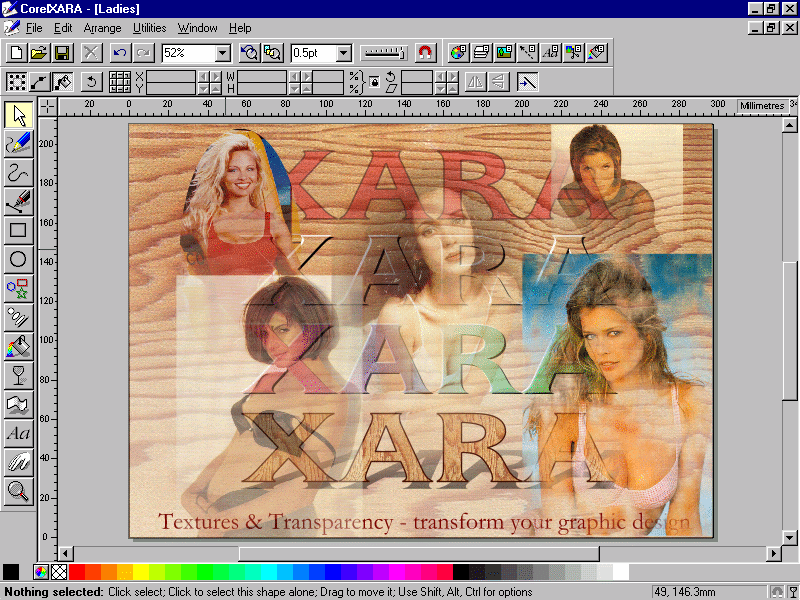 CorelXARA - [Ladies]
File Edit Arrange Utilities Window Help
52% 0.5pt
X Y W H % %
20 0 20 40 60 80 100 120 140 160 180 200 220 240 260 280 300 Millimetres
200
180
160
140
120
100
80
60
40
20
0
XARA
XARA
XARA
XARA
Textures & Transparency - transform your graphic design
Aa
Nothing selected: Click select; Click to select this shape alone; Drag to move it; Use Shift, Alt, Ctrl for options 49, 146.3mm